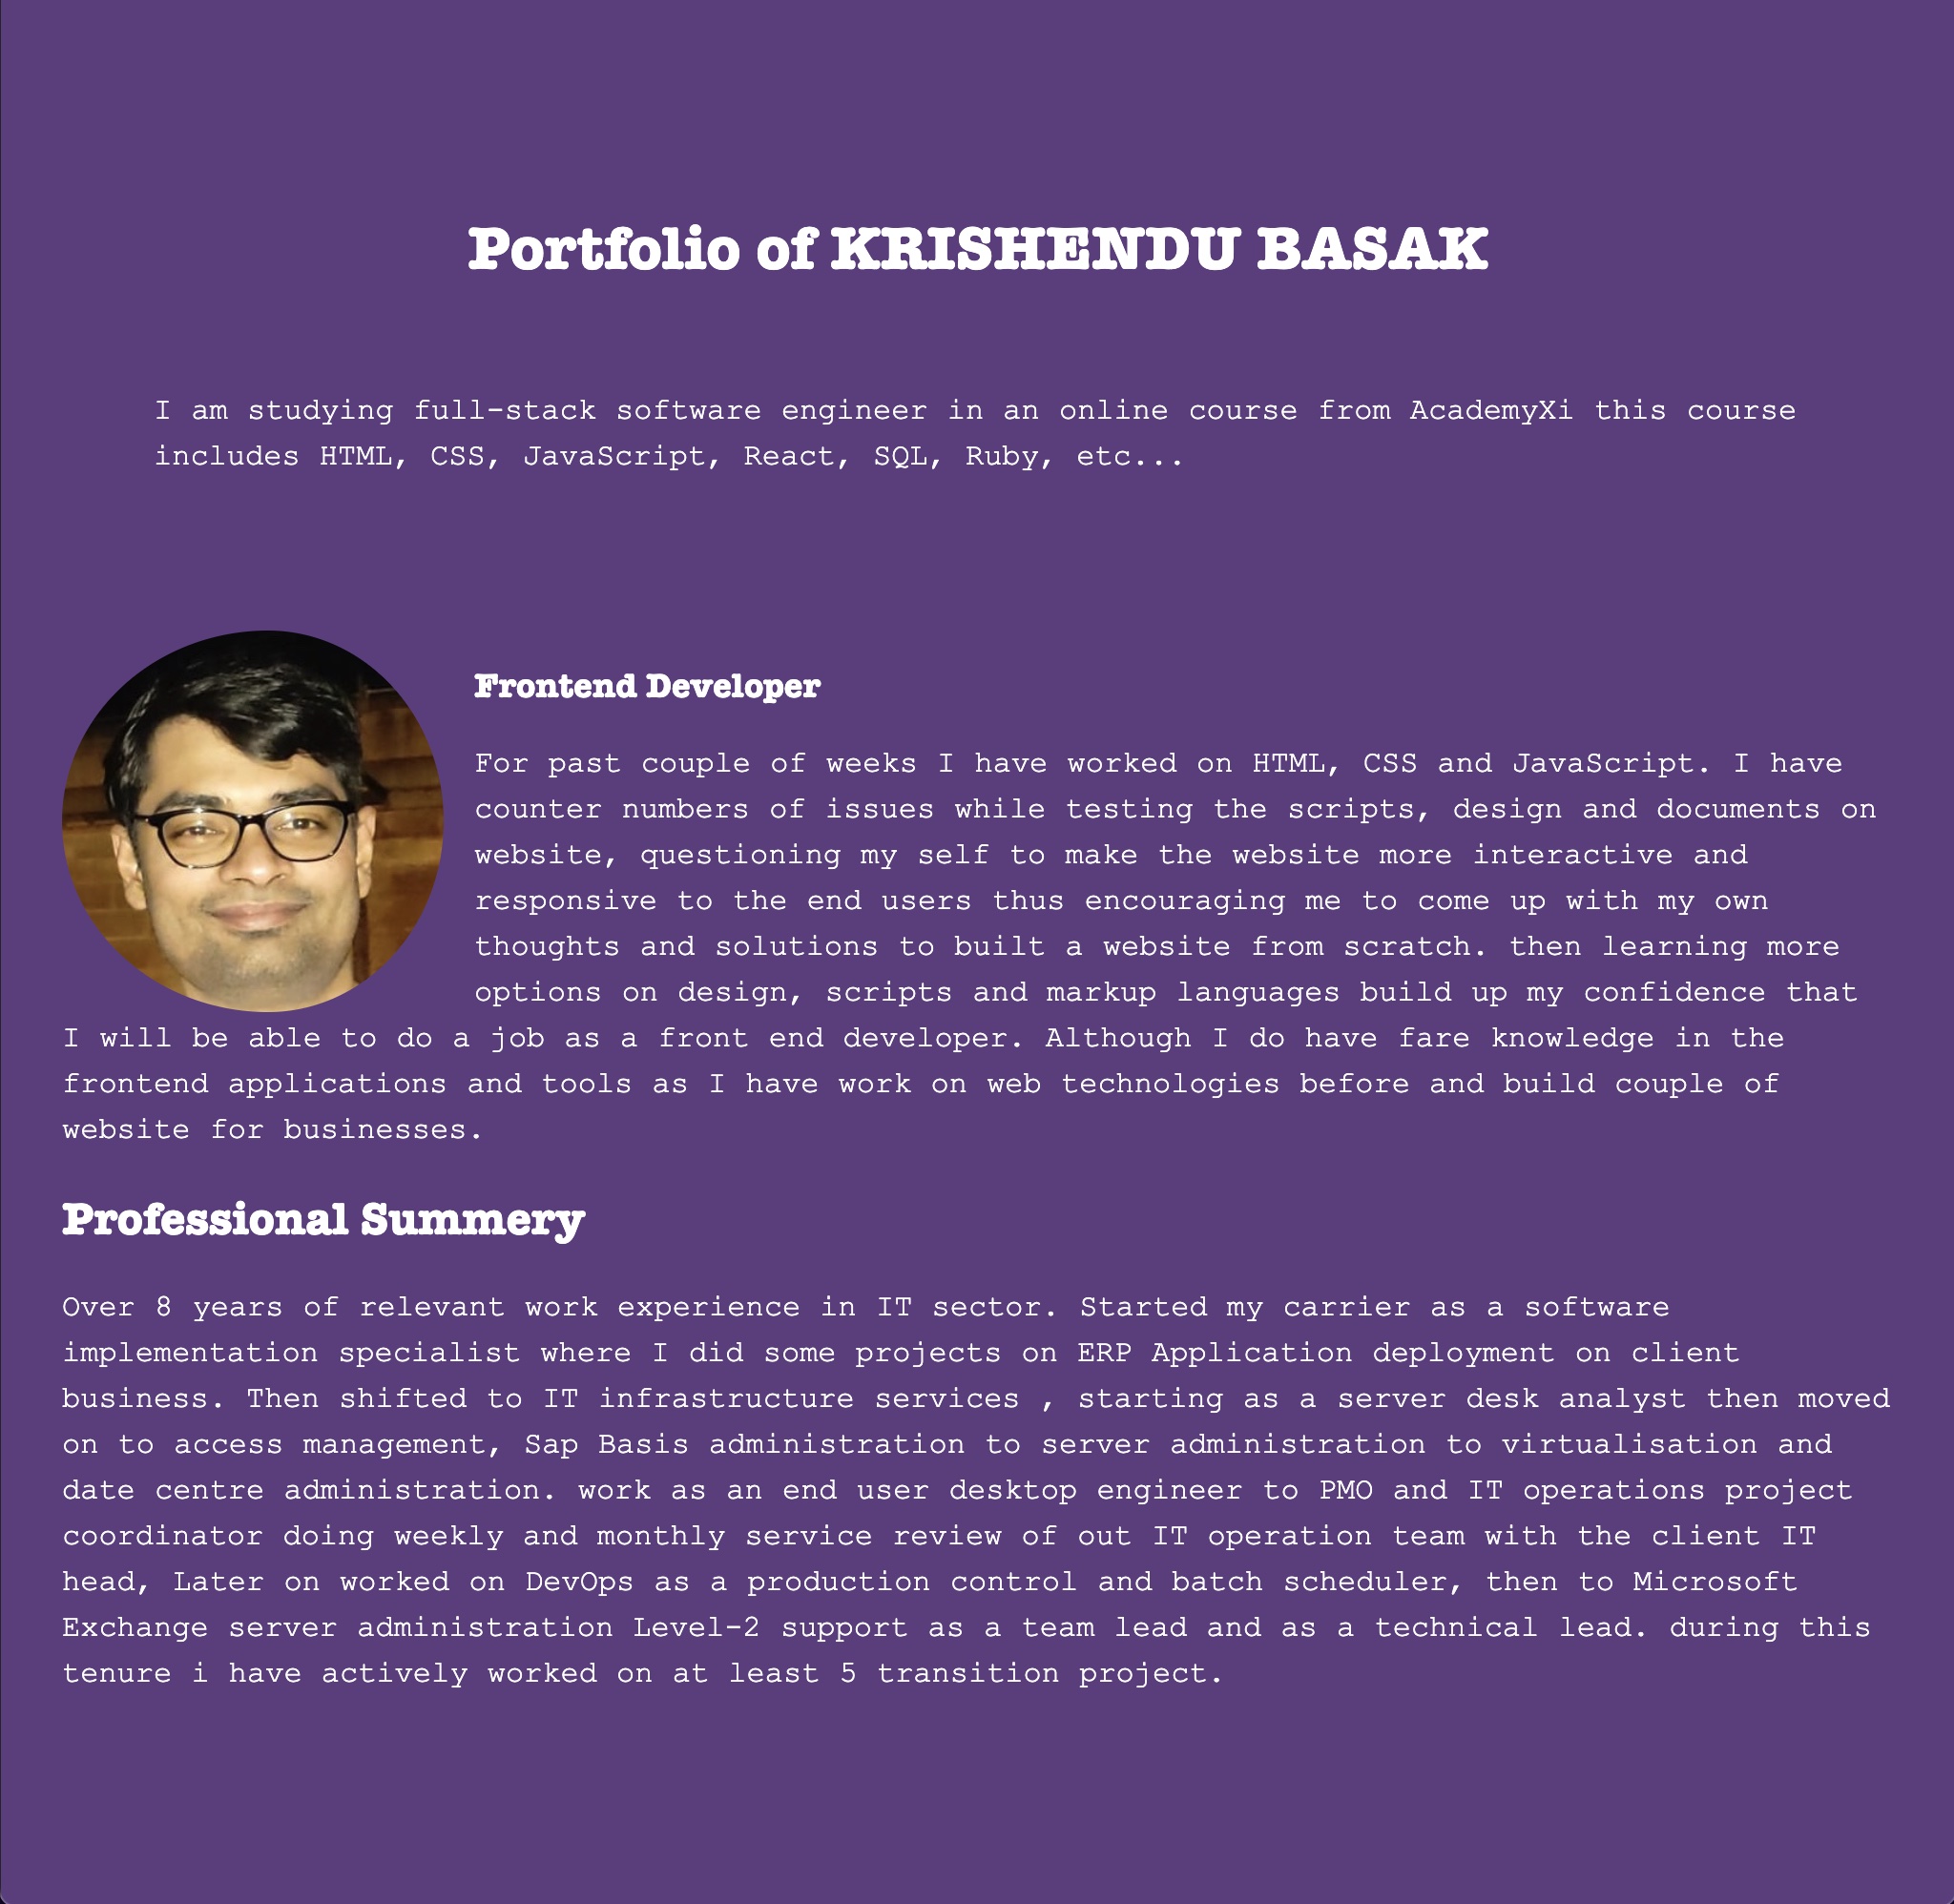 Portfolio of KRISHENDU BASAK
I am studying full-stack software engineer in an online course from AcademyXi this course
includes HTML, CSS, JavaScript, React, SQL, Ruby, etc...
Frontend Developer
For past couple of weeks I have worked on HTML, CSS and JavaScript. I have
counter numbers of issues while testing the scripts, design and documents on
website, questioning my self to make the website more interactive and
responsive to the end users thus encouraging me to come up with my own
thoughts and solutions to built a website from scratch. then learning more
options on design, scripts and markup languages build up my confidence that
I will be able to do a job as a front end developer. Although I do have fare knowledge in the
frontend applications and tools as I have work on web technologies before and build couple of
website for businesses.
Professional Summery
Over 8 years of relevant work experience in IT sector. Started my carrier as a software
implementation specialist where I did some projects on ERP Application deployment on client
business. Then shifted to IT infrastructure services , starting as a server desk analyst then moved
on to access management, Sap Basis administration to server administration to virtualisation and
date centre administration. work as an end user desktop engineer to PMO and IT operations project
coordinator doing weekly and monthly service review of out IT operation team with the client IT
head, Later on worked on DevOps as a production control and batch scheduler, then to Microsoft
Exchange server administration Level-2 support as a team lead and as a technical lead. during this
tenure i have actively worked on at least 5 transition project.